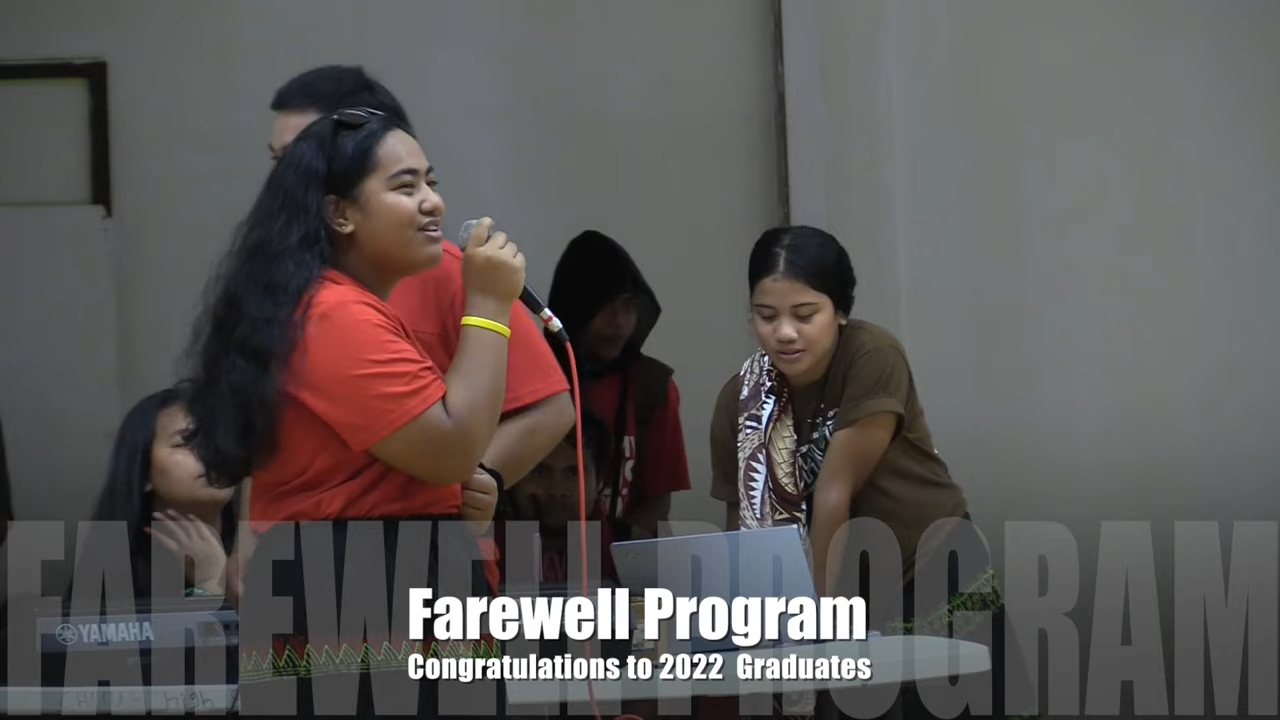 YAMAHA
FAREWELL PROGRAM
Farewell Program
Congratulations to 2022 Graduates